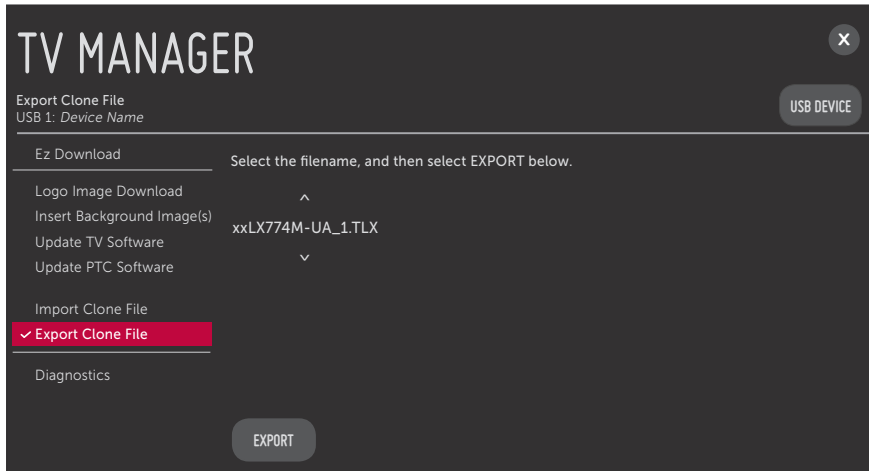 TV MANAGER
X
Export Clone File
USB 1: Device Name
USB DEVICE
Ez Download
Logo Image Download
Insert Background Image(s)
Update TV Software
Update PTC Software
Import Clone File
Export Clone File
Diagnostics
Select the filename, and then select EXPORT below.
xxLX774M-UA_1.TLX
EXPORT